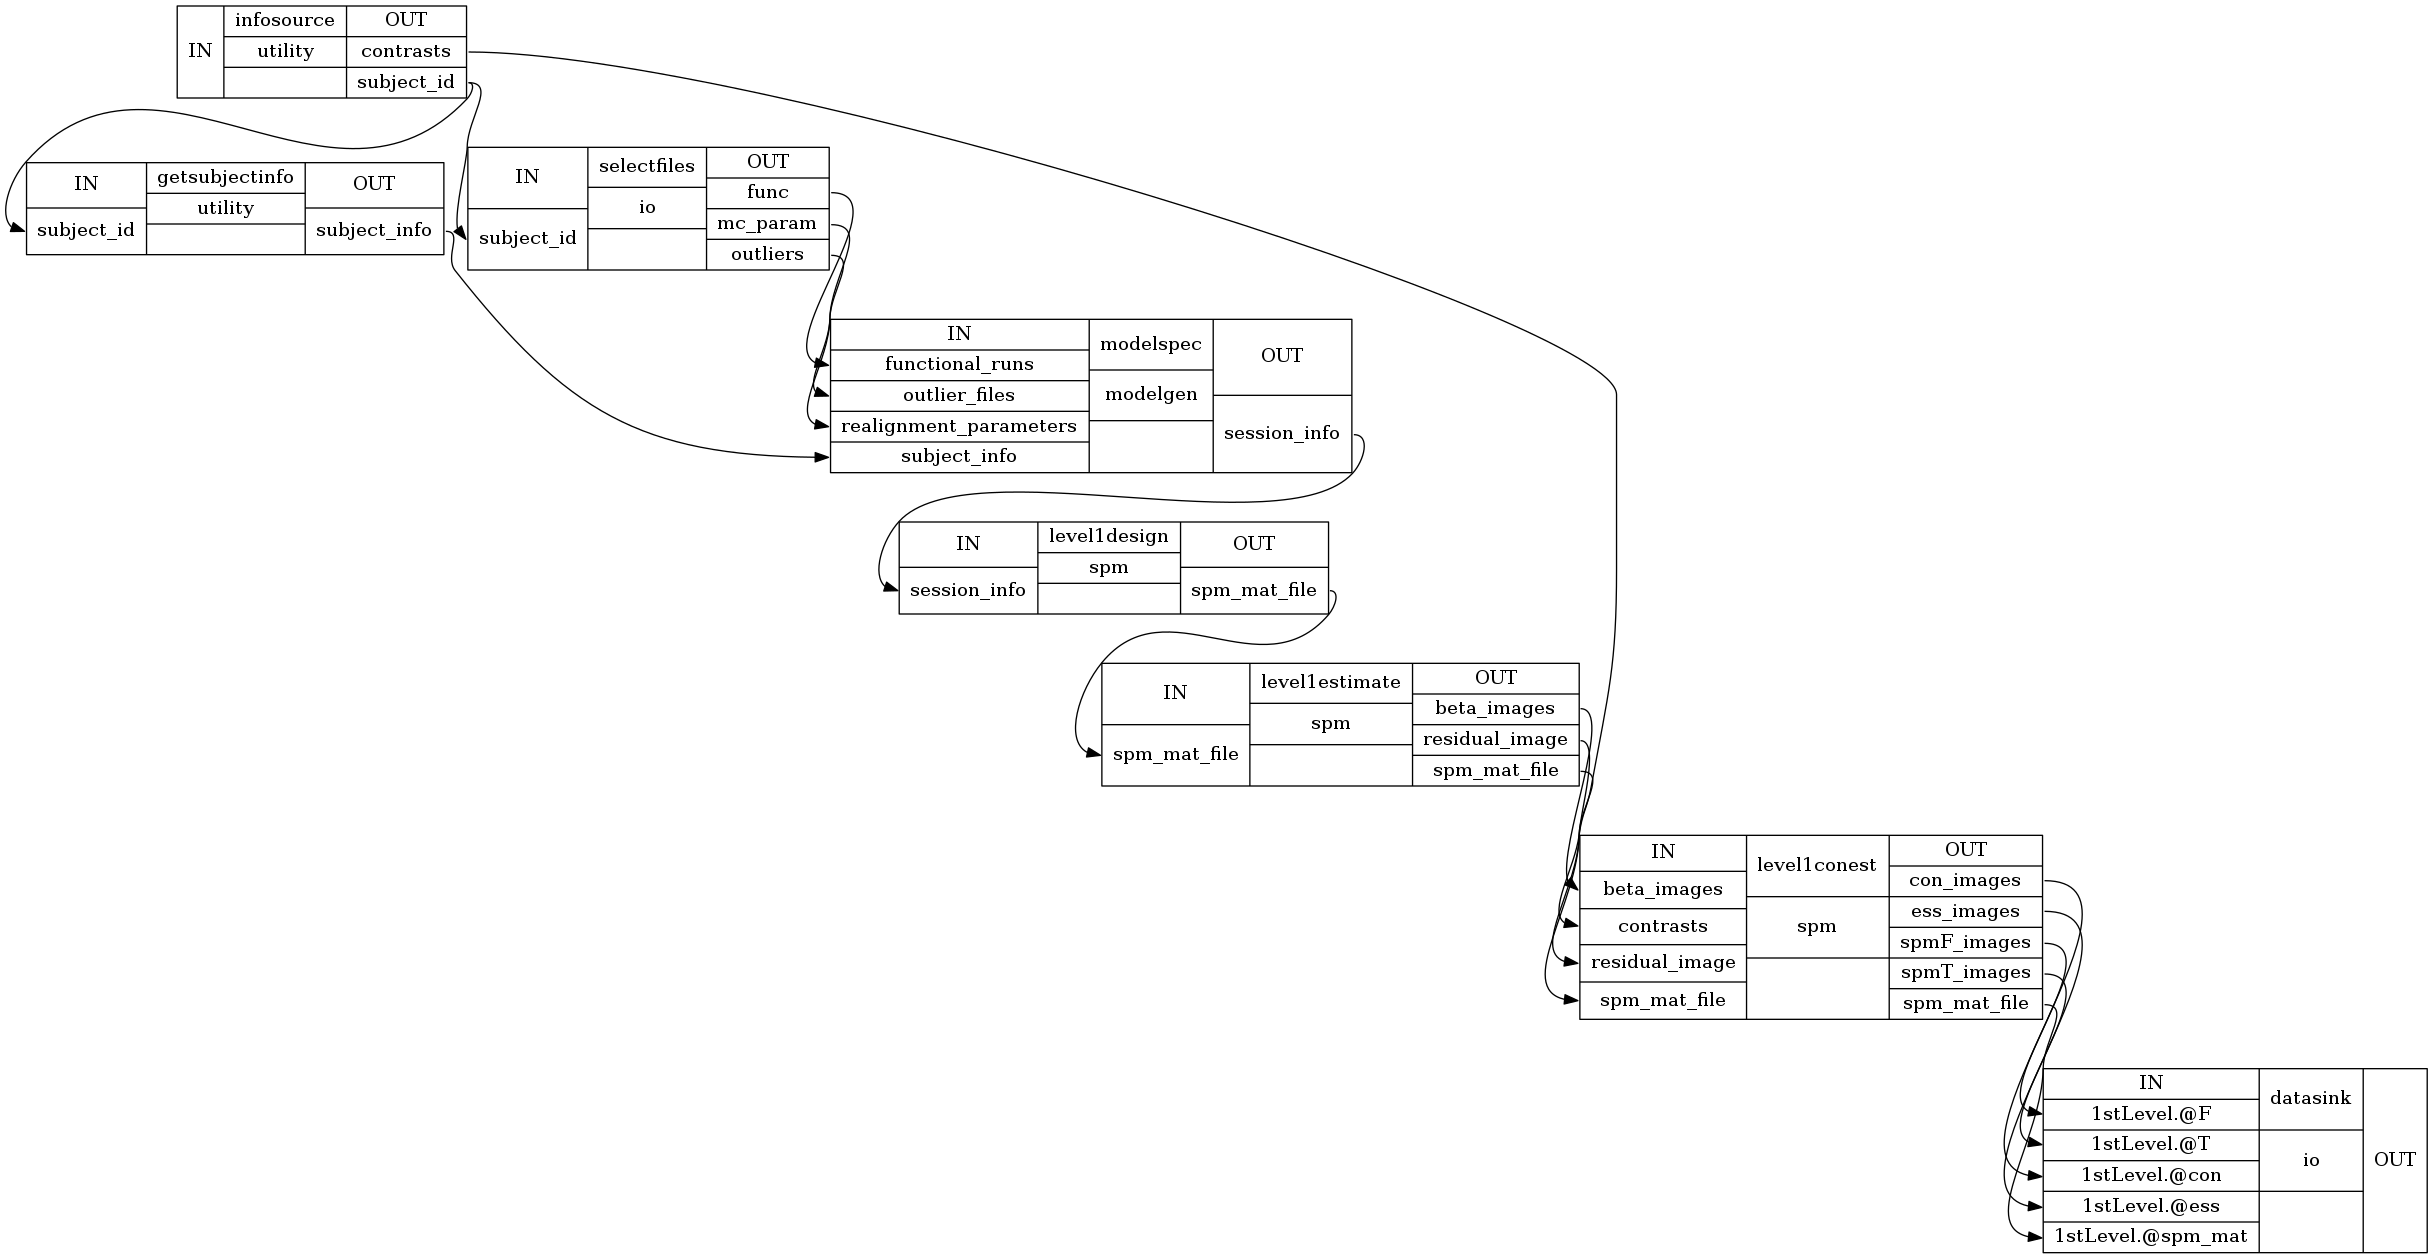 IN
infosource
utility
OUT
contrasts
subject_id
IN
subject_id
getsubjectinfo
utility
OUT
subject_info
IN
subject_id
selectfiles
io
OUT
func
mc_param
outliers
IN
functional_runs
outlier_files
realignment_parameters
subject_info
modelspec
modelgen
OUT
session_info
IN
session_info
level1design
spm
OUT
spm_mat_file
IN
spm_mat_file
level1estimate
spm
OUT
beta_images
residual_image
spm_mat_file
IN
beta_images
contrasts
residual_image
spm_mat_file
level1conest
spm
OUT
con_images
ess_images
spmF_images
spmT_images
spm_mat_file
IN
1stLevel.@F
1stLevel.@T
1stLevel.@con
1stLevel.@ess
1stLevel.@spm_mat
datasink
io
OUT